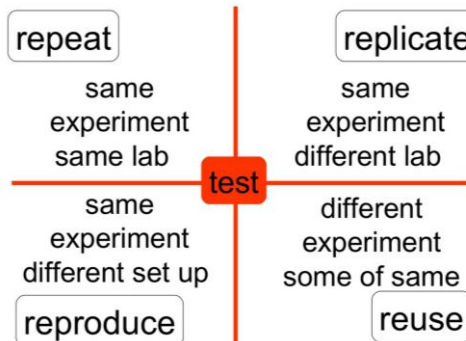 repeat
same
experiment
same lab
replicate
same
experiment
different lab
test
same
experiment
different set up
reproduce
different
experiment
some of same
reuse